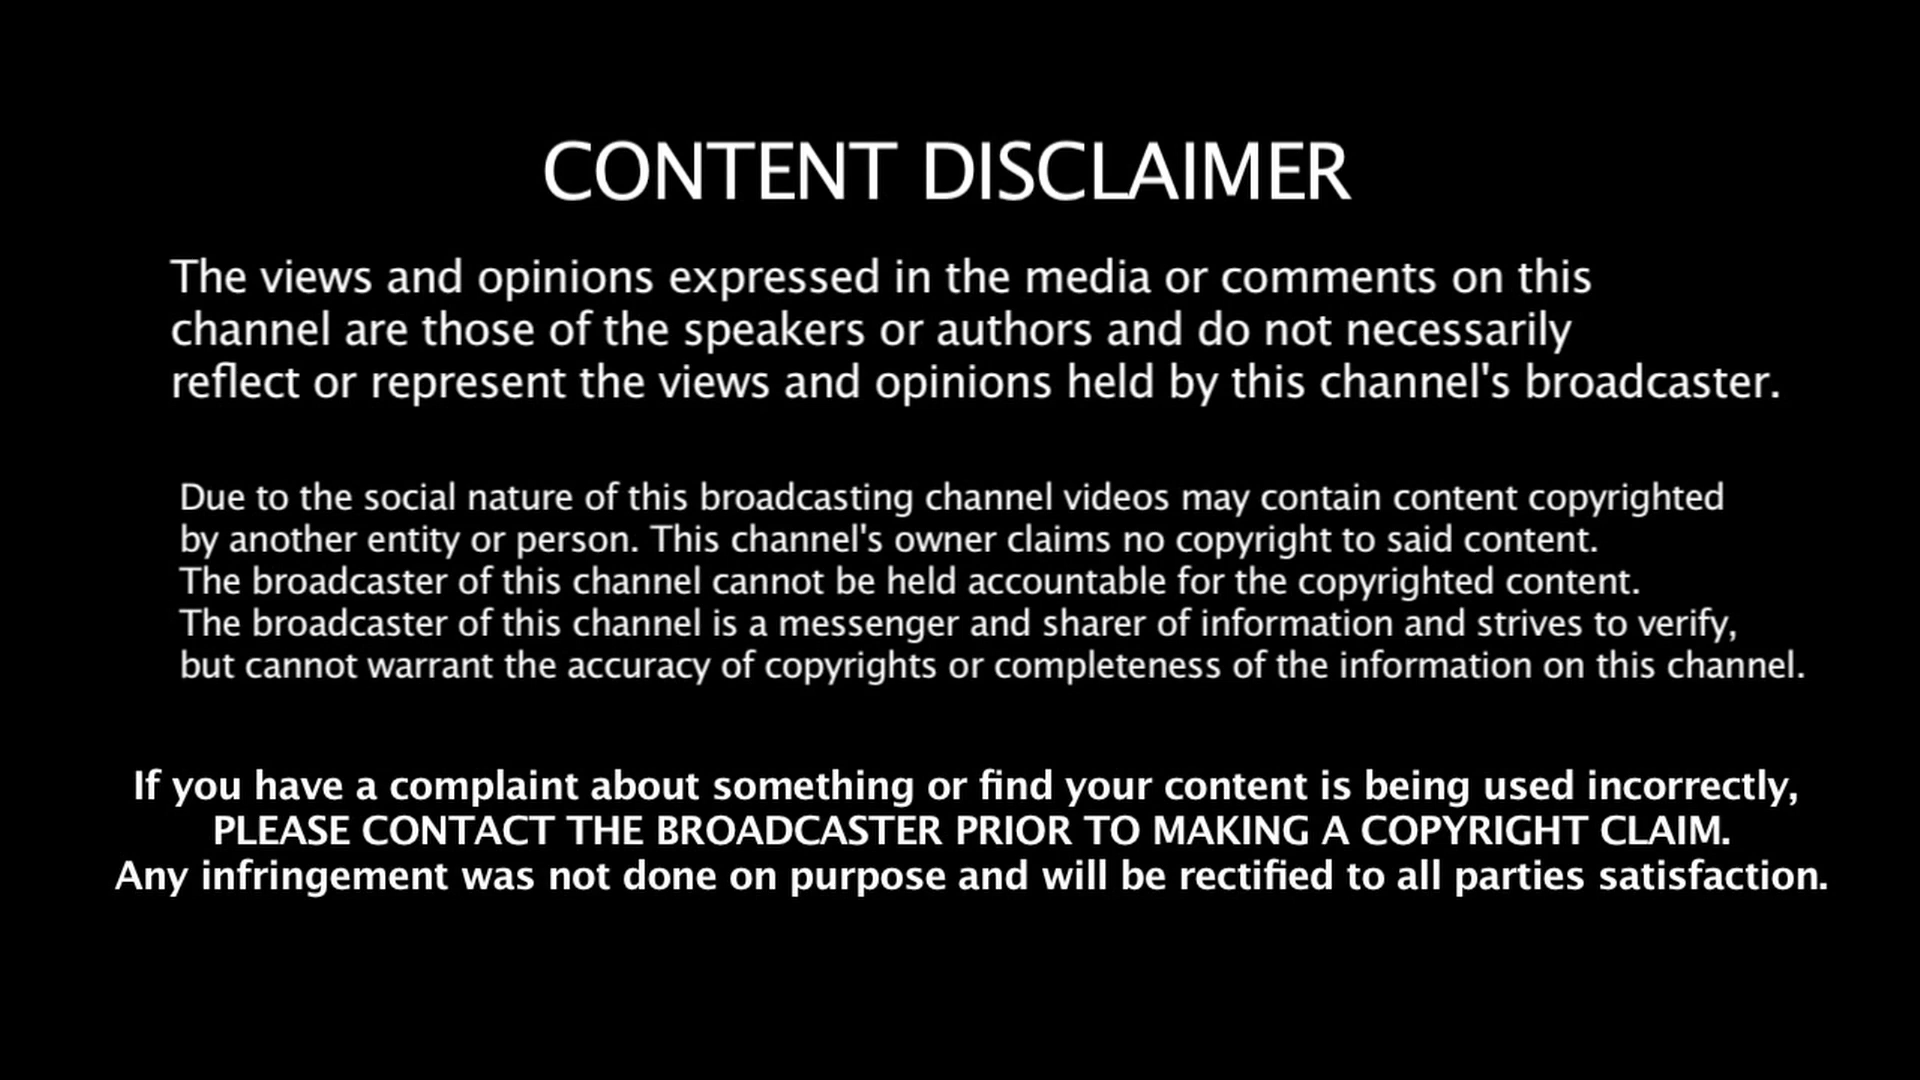 CONTENT DISCLAIMER
The views and opinions expressed in the media or comments on this
channel are those of the speakers or authors and do not necessarily
reflect or represent the views and opinions held by this channel's broadcaster.
Due to the social nature of this broadcasting channel videos may contain content copyrighted
by another entity or person. This channel's owner claims no copyright to said content.
The broadcaster of this channel cannot be held accountable for the copyrighted content.
The broadcaster of this channel is a messenger and sharer of information and strives to verify,
but cannot warrant the accuracy of copyrights or completeness of the information on this channel.
If you have a complaint about something or find your content is being used incorrectly,
PLEASE CONTACT THE BROADCASTER PRIOR TO MAKING A COPYRIGHT CLAIM.
Any infringement was not done on purpose and will be rectified to all parties satisfaction.